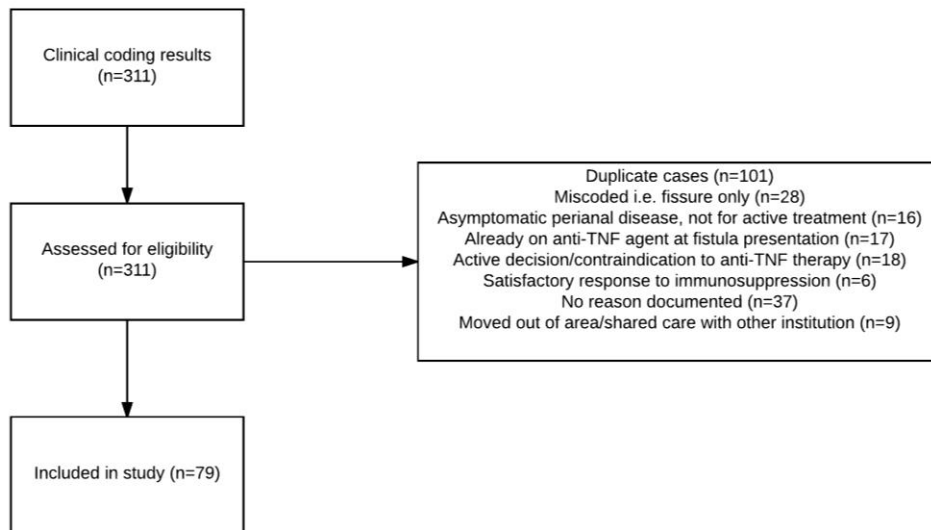 Clinical coding results
(n=311)
Assessed for eligibility
(n=311)
Duplicate cases (n=101)
Miscoded i.e. fissure only (n=28)
Asymptomatic perianal disease, not for active treatment (n=16)
Already on anti-TNF agent at fistula presentation (n=17)
Active decision/contraindication to anti-TNF therapy (n=18)
Satisfactory response to immunosuppression (n=6)
No reason documented (n=37)
Moved out of area/shared care with other institution (n=9)
Included in study (n=79)